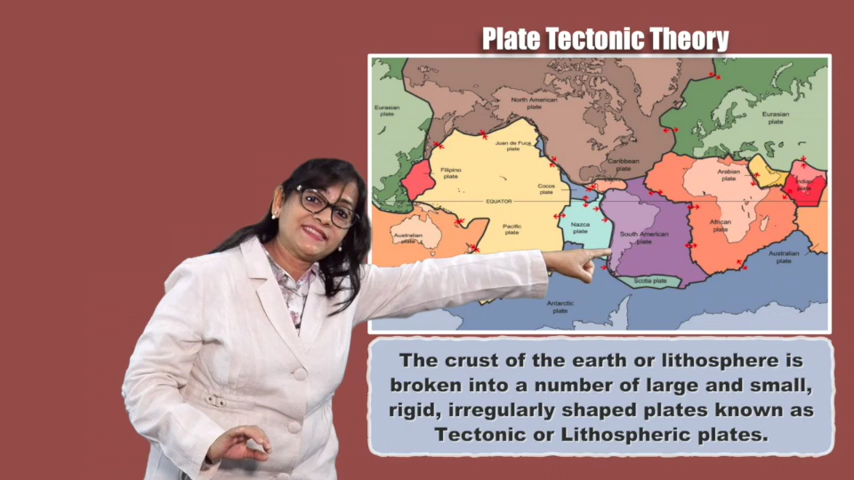 Plate Tectonic Theory
North American
plate
Eurasian
plate
Eurasian
plate
Juan de Fuca
plate
Caribbean
plate
Filipino
plate
Arabian
plate
Indian
plate
Cocos
plate
EQUATOR
Nazca
plate
Pacific
plate
South American
plate
African
plate
Australian
plate
Australian
plate
Scotia plate
Antarctic
plate
The crust of the earth or lithosphere is
broken into a number of large and small,
rigid, irregularly shaped plates known as
Tectonic or Lithospheric plates.